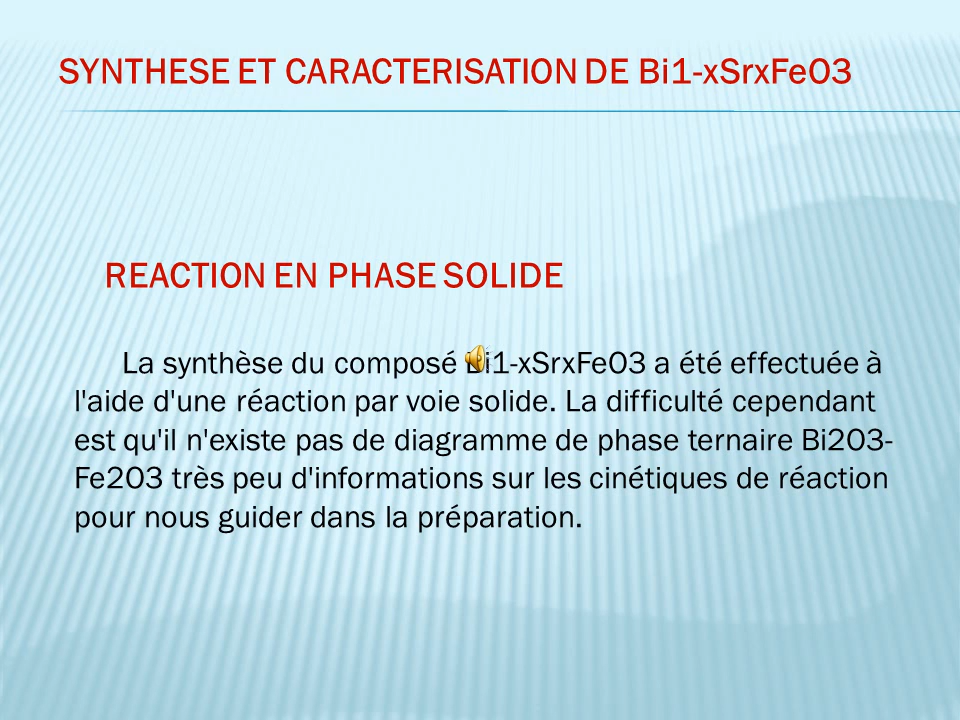 SYNTHESE ET CARACTERISATION DE Bi1-xSrxFeO3
REACTION EN PHASE SOLIDE
La synthèse du composé Bi1-xSrxFeO3 a été effectuée à
l'aide d'une réaction par voie solide. La difficulté cependant
est qu'il n'existe pas de diagramme de phase ternaire Bi2O3-
Fe2O3 très peu d'informations sur les cinétiques de réaction
pour nous guider dans la préparation.